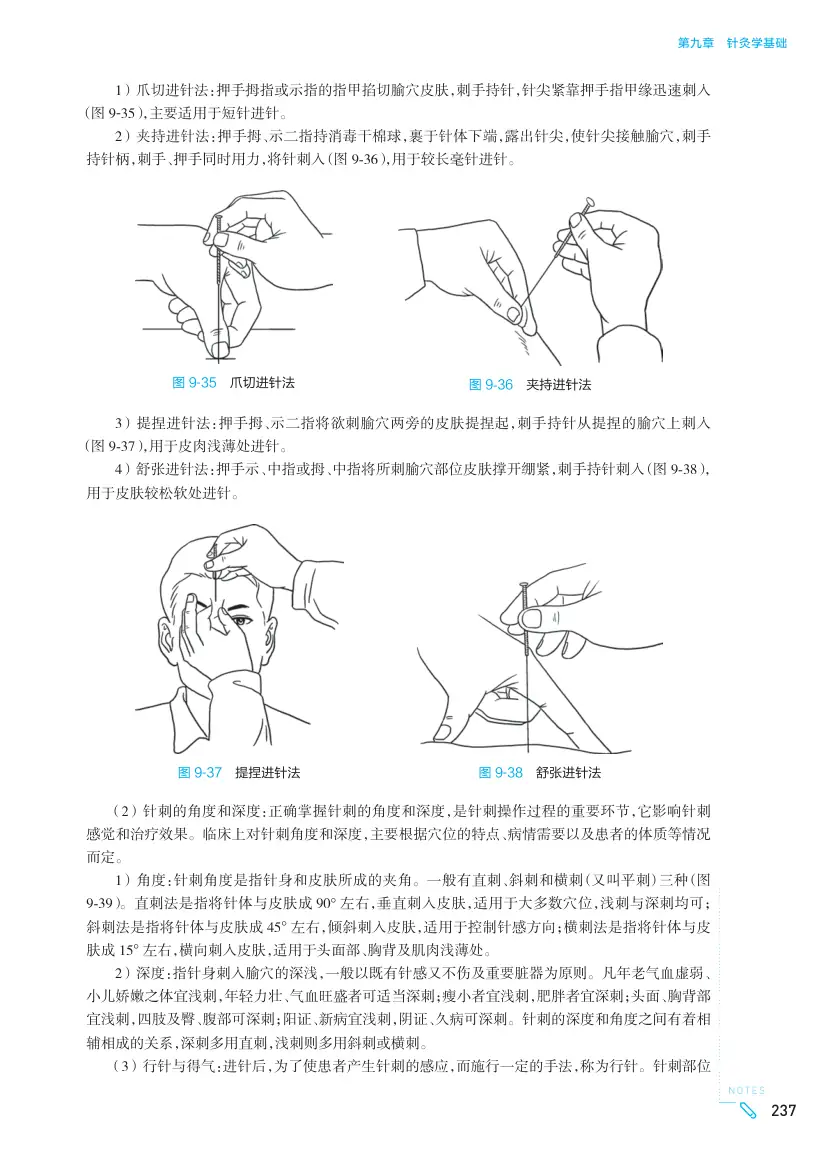 第九章 针灸学基础
1）爪切进针法：押手拇指或示指的指甲掐切腧穴皮肤，刺手持针，针尖紧靠押手指甲缘迅速刺入
（图 9-35），主要适用于短针进针。
2）夹持进针法：押手拇、示二指持消毒干棉球，裹于针体下端，露出针尖，使针尖接触腧穴，刺手
持针柄，刺手、押手同时用力，将针刺入（图 9-36），用于较长毫针进针。
图 9-35 爪切进针法
图 9-36 夹持进针法
3）提捏进针法：押手拇、示二指将欲刺腧穴两旁的皮肤提捏起，刺手持针从提捏的腧穴上刺入
（图 9-37），用于皮肉浅薄处进针。
4）舒张进针法：押手示、中指或拇、中指将所刺腧穴部位皮肤撑开绷紧，刺手持针刺入（图 9-38），
用于皮肤较松软处进针。
图 9-37 提捏进针法
图 9-38 舒张进针法
（2）针刺的角度和深度：正确掌握针刺的角度和深度，是针刺操作过程的重要环节，它影响针刺
感觉和治疗效果。临床上对针刺角度和深度，主要根据穴位的特点、病情需要以及患者的体质等情况
而定。
1）角度：针刺角度是指针身和皮肤所成的夹角。一般有直刺、斜刺和横刺（又叫平刺）三种（图
9-39）。直刺法是指将针体与皮肤成 90° 左右，垂直刺入皮肤，适用于大多数穴位，浅刺与深刺均可；
斜刺法是指将针体与皮肤成 45° 左右，倾斜刺入皮肤，适用于控制针感方向；横刺法是指将针体与皮
肤成 15° 左右，横向刺入皮肤，适用于头面部、胸背及肌肉浅薄处。
2）深度：指针身刺入腧穴的深浅，一般以既有针感又不伤及重要脏器为原则。凡年老气血虚弱、
小儿娇嫩之体宜浅刺，年轻力壮、气血旺盛者可适当深刺；瘦小者宜浅刺，肥胖者宜深刺；头面、胸背部
宜浅刺，四肢及臀、腹部可深刺；阳证、新病宜浅刺，阴证、久病可深刺。针刺的深度和角度之间有着相
辅相成的关系，深刺多用直刺，浅刺则多用斜刺或横刺。
（3）行针与得气：进针后，为了使患者产生针刺的感应，而施行一定的手法，称为行针。针刺部位
NOTES
237